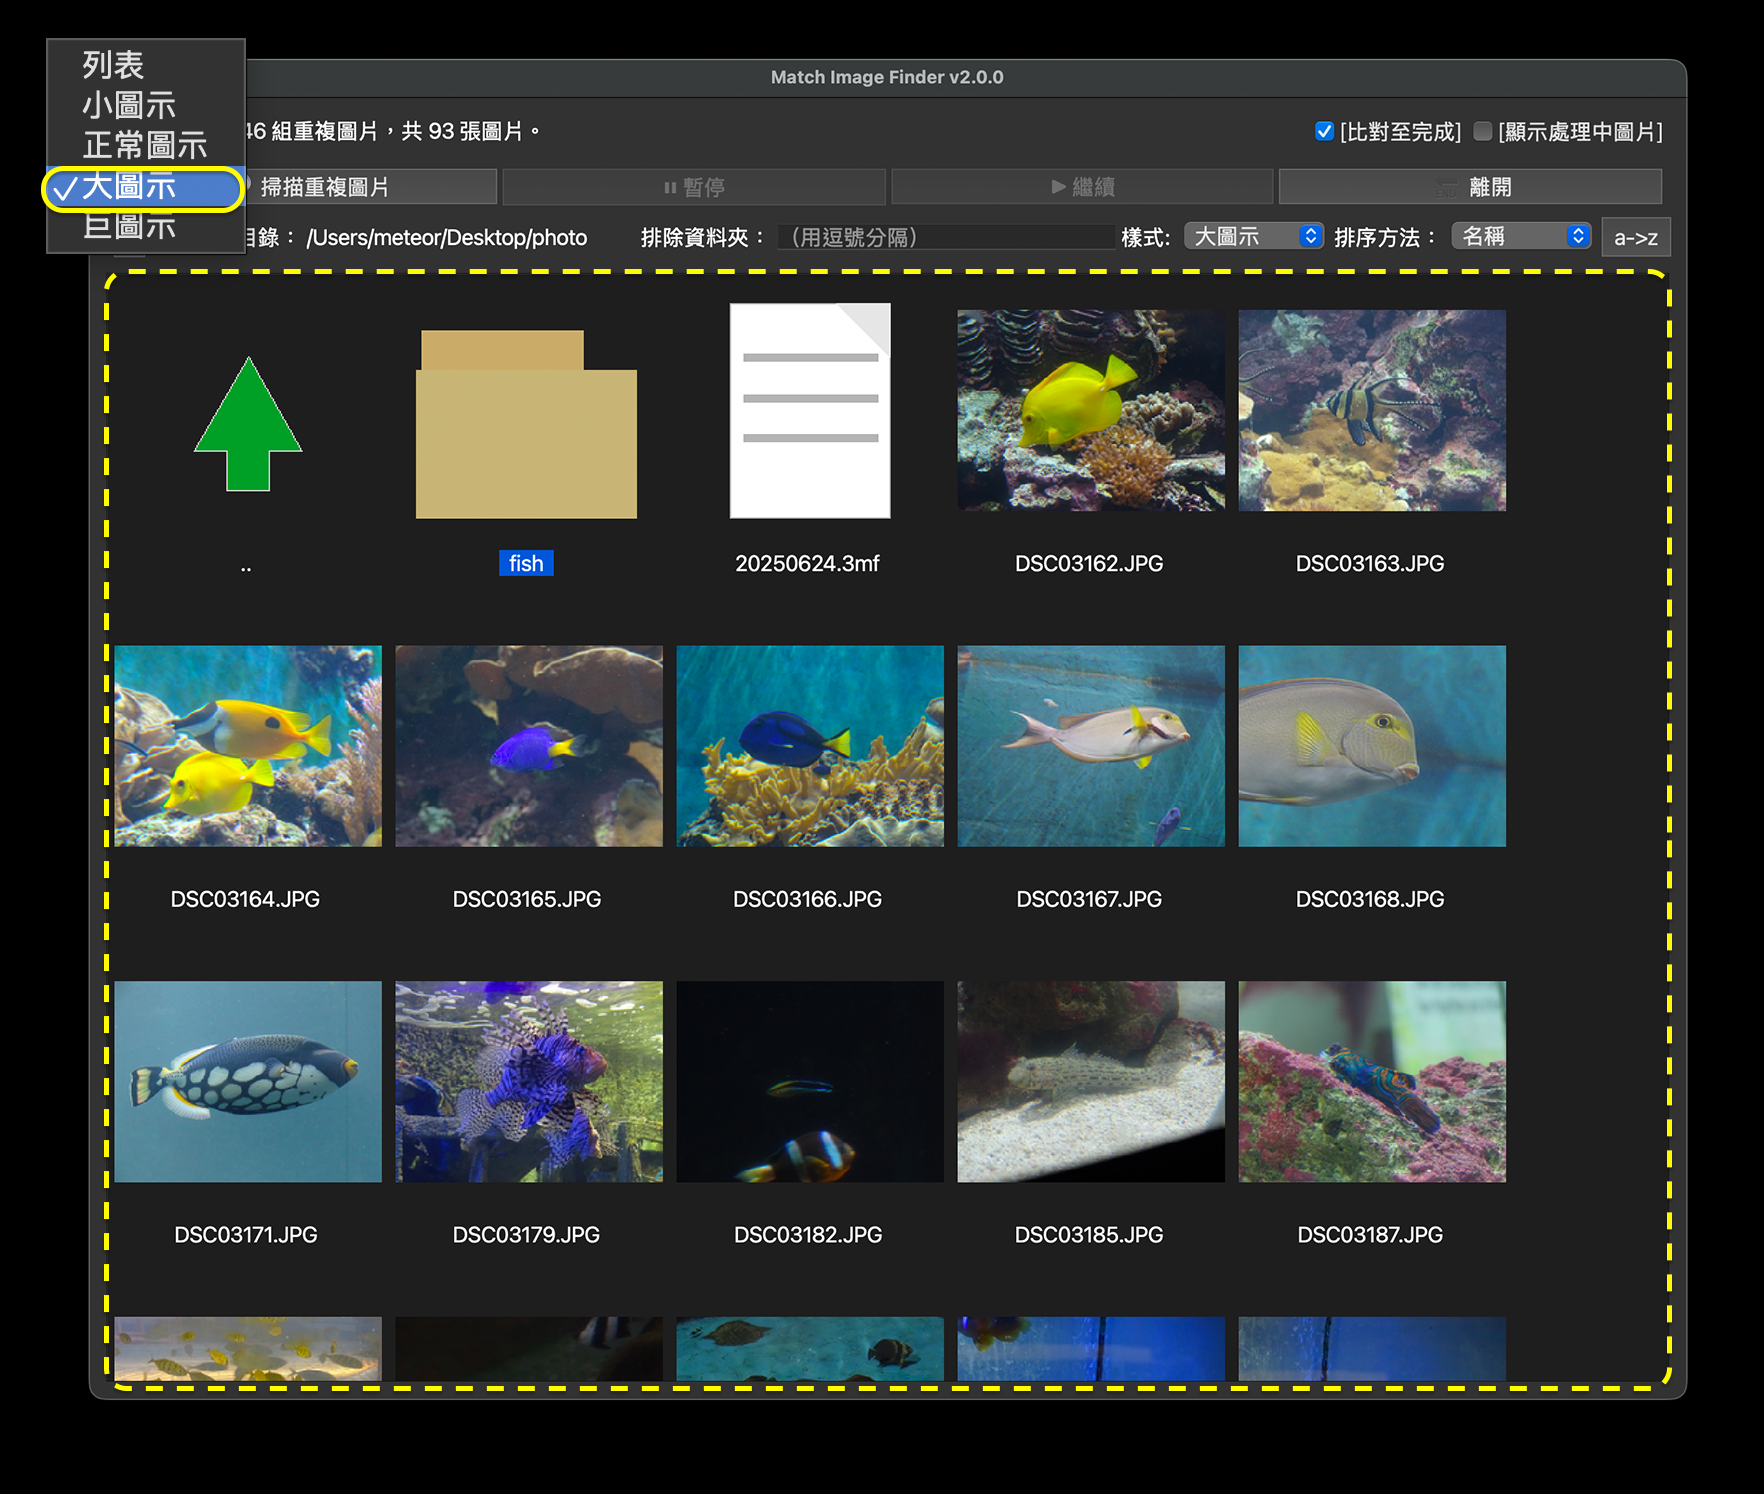 列表
小圖示
正常圖示
✓大圖示
巨圖示
Match Image Finder v2.0.0
46 組重複圖片，共 93 張圖片。
[比對至完成] [顯示處理中圖片]
掃描重複圖片 暫停 繼續 離開
目錄： /Users/meteor/Desktop/photo 排除資料夾： （用逗號分隔） 樣式: 大圖示 排序方法： 名稱 a->z
.. fish 20250624.3mf DSC03162.JPG DSC03163.JPG
DSC03164.JPG DSC03165.JPG DSC03166.JPG DSC03167.JPG DSC03168.JPG
DSC03171.JPG DSC03179.JPG DSC03182.JPG DSC03185.JPG DSC03187.JPG